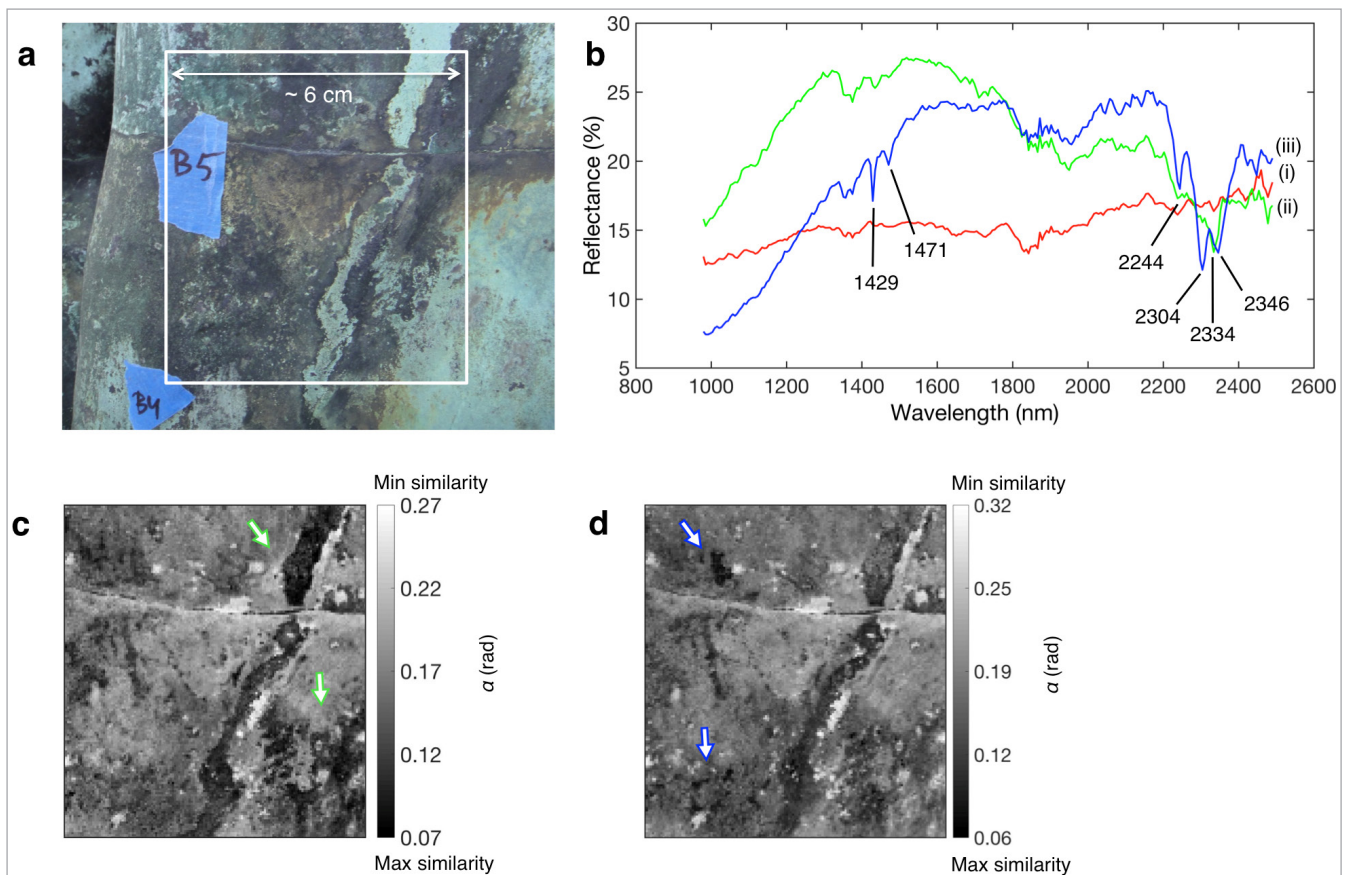 a
~ 6 cm
B5
B4
b
Reflectance (%)
30
25
20
15
10
5
800 1000 1200 1400 1600 1800 2000 2200 2400 2600
Wavelength (nm)
1429
1471
2244
2304
2334
2346
(iii)
(i)
(ii)
c
Min similarity
0.27
0.22
0.17
0.12
0.07
α (rad)
Max similarity
d
Min similarity
0.32
0.25
0.19
0.12
0.06
α (rad)
Max similarity